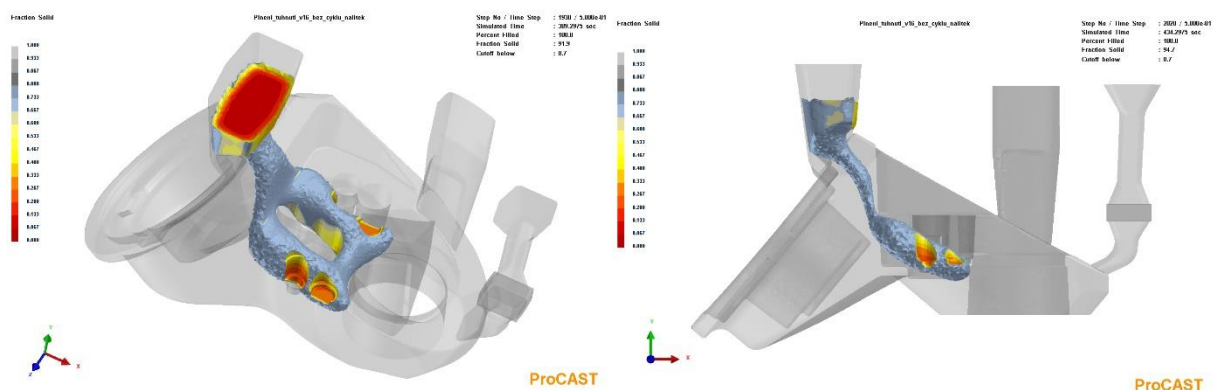 Fraction Solid
Plneni_tuhnuti_v16_bez_cyklu_nalitek
Step No / Time Step : 1930 / 5.000e-01
Simulated Time : 389.2975 sec
Percent Filled : 100.0
Fraction Solid : 91.9
Cutoff below : 0.7
1.000
0.933
0.867
0.800
0.733
0.667
0.600
0.533
0.467
0.400
0.333
0.267
0.200
0.133
0.067
0.000
Y
X
Z
ProCAST
Fraction Solid
Plneni_tuhnuti_v16_bez_cyklu_nalitek
Step No / Time Step : 2020 / 5.000e-01
Simulated Time : 434.2975 sec
Percent Filled : 100.0
Fraction Solid : 94.7
Cutoff below : 0.7
1.000
0.933
0.867
0.800
0.733
0.667
0.600
0.533
0.467
0.400
0.333
0.267
0.200
0.133
0.067
0.000
Y
X
ProCAST